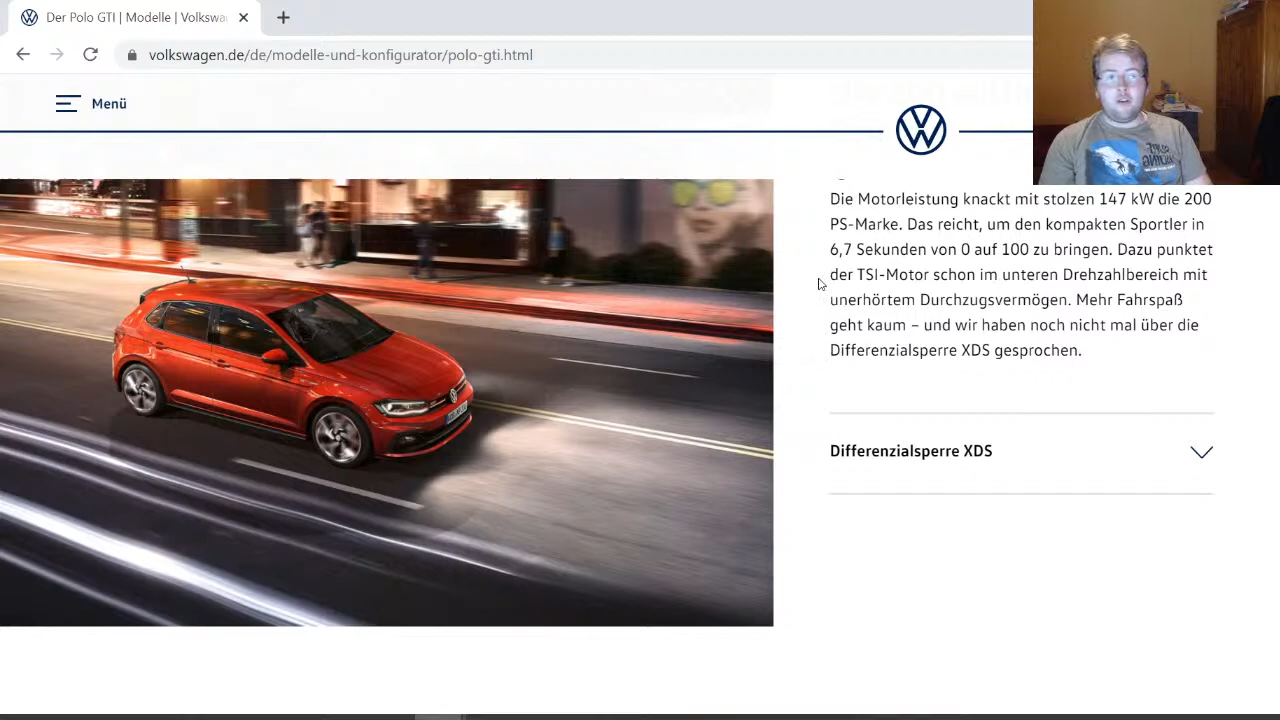 Der Polo GTI | Modelle | Volkswa
volkswagen.de/de/modelle-und-konfigurator/polo-gti.html
Menü
Die Motorleistung knackt mit stolzen 147 kW die 200
PS-Marke. Das reicht, um den kompakten Sportler in
6,7 Sekunden von 0 auf 100 zu bringen. Dazu punktet
der TSI-Motor schon im unteren Drehzahlbereich mit
unerhörtem Durchzugsvermögen. Mehr Fahrspaß
geht kaum – und wir haben noch nicht mal über die
Differenzialsperre XDS gesprochen.
Differenzialsperre XDS